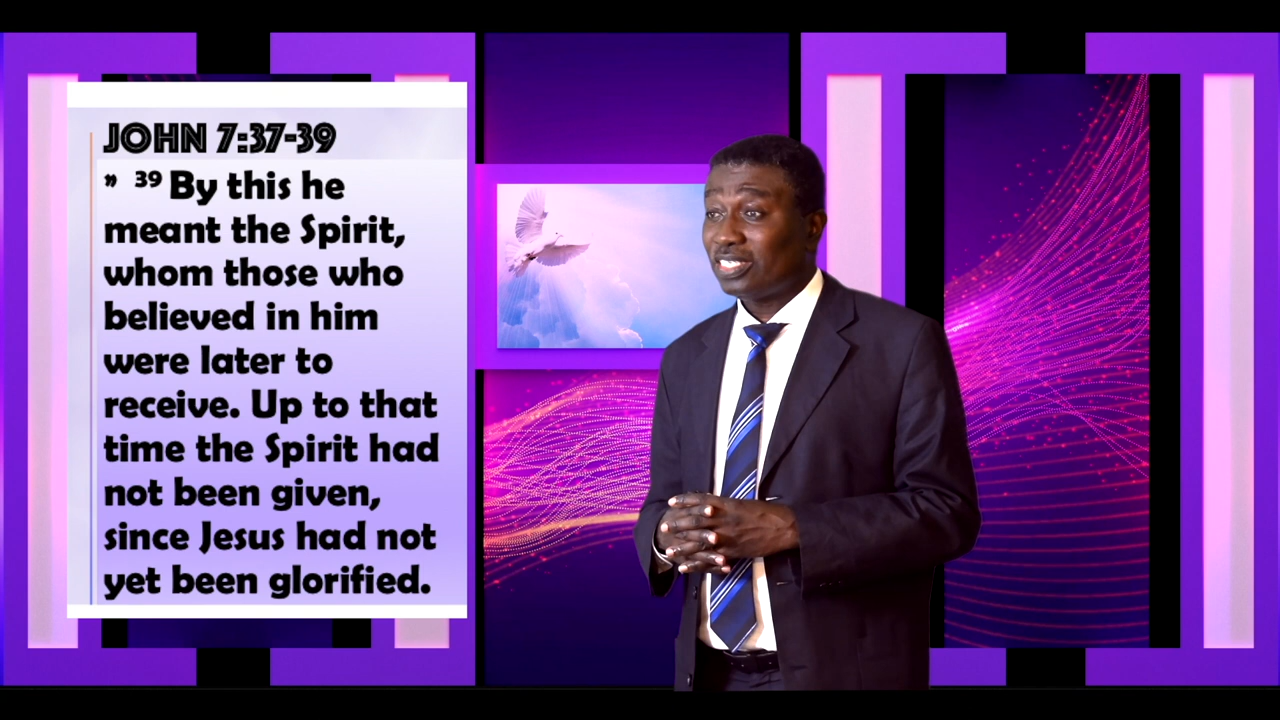 JOHN 7:37-39
” 39 By this he
meant the Spirit,
whom those who
believed in him
were later to
receive. Up to that
time the Spirit had
not been given,
since Jesus had not
yet been glorified.